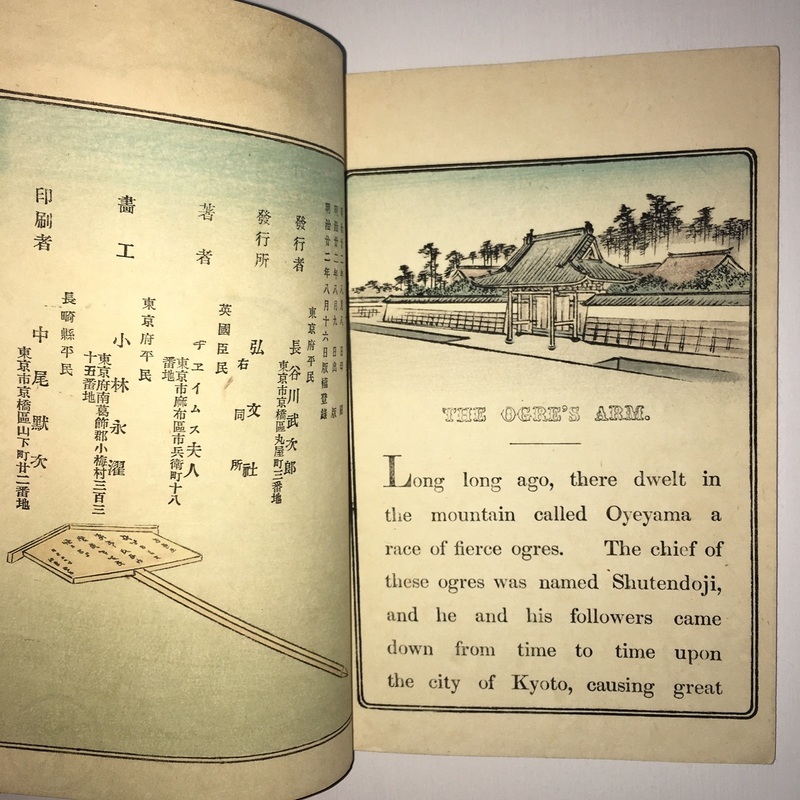 明治廿二年八月十六日版權登録
發行者
東京府平民
長谷川武次郎
東京市京橋區丸屋町三番地
發行所
弘文社
右同所
著者
英國臣民
ヂエイムス夫人
東京市麻布區市兵衛町十八
番地
畫工
東京府平民
小林永濯
東京府南葛飾郡小梅村三百三
十五番地
印刷者
長崎縣平民
中尾默次
東京市京橋區山下町廿二番地
THE OGRE'S ARM.
Long long ago, there dwelt in
the mountain called Oyeyama a
race of fierce ogres. The chief of
these ogres was named Shutendoji,
and he and his followers came
down from time to time upon
the city of Kyoto, causing great